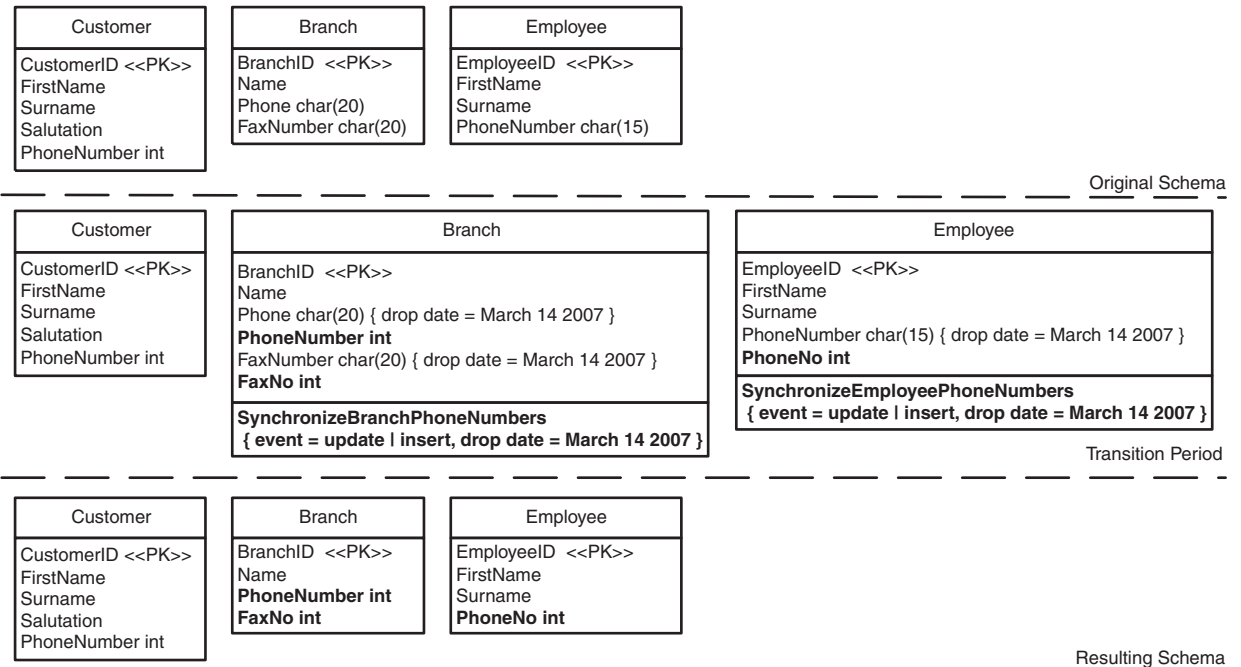 Customer
CustomerID <<PK>>
FirstName
Surname
Salutation
PhoneNumber int
Branch
BranchID <<PK>>
Name
Phone char(20)
FaxNumber char(20)
Employee
EmployeeID <<PK>>
FirstName
Surname
PhoneNumber char(15)
Original Schema
Customer
CustomerID <<PK>>
FirstName
Surname
Salutation
PhoneNumber int
Branch
BranchID <<PK>>
Name
Phone char(20) { drop date = March 14 2007 }
PhoneNumber int
FaxNumber char(20) { drop date = March 14 2007 }
FaxNo int
SynchronizeBranchPhoneNumbers
{ event = update | insert, drop date = March 14 2007 }
Employee
EmployeeID <<PK>>
FirstName
Surname
PhoneNumber char(15) { drop date = March 14 2007 }
PhoneNo int
SynchronizeEmployeePhoneNumbers
{ event = update | insert, drop date = March 14 2007 }
Transition Period
Customer
CustomerID <<PK>>
FirstName
Surname
Salutation
PhoneNumber int
Branch
BranchID <<PK>>
Name
PhoneNumber int
FaxNo int
Employee
EmployeeID <<PK>>
FirstName
Surname
PhoneNo int
Resulting Schema